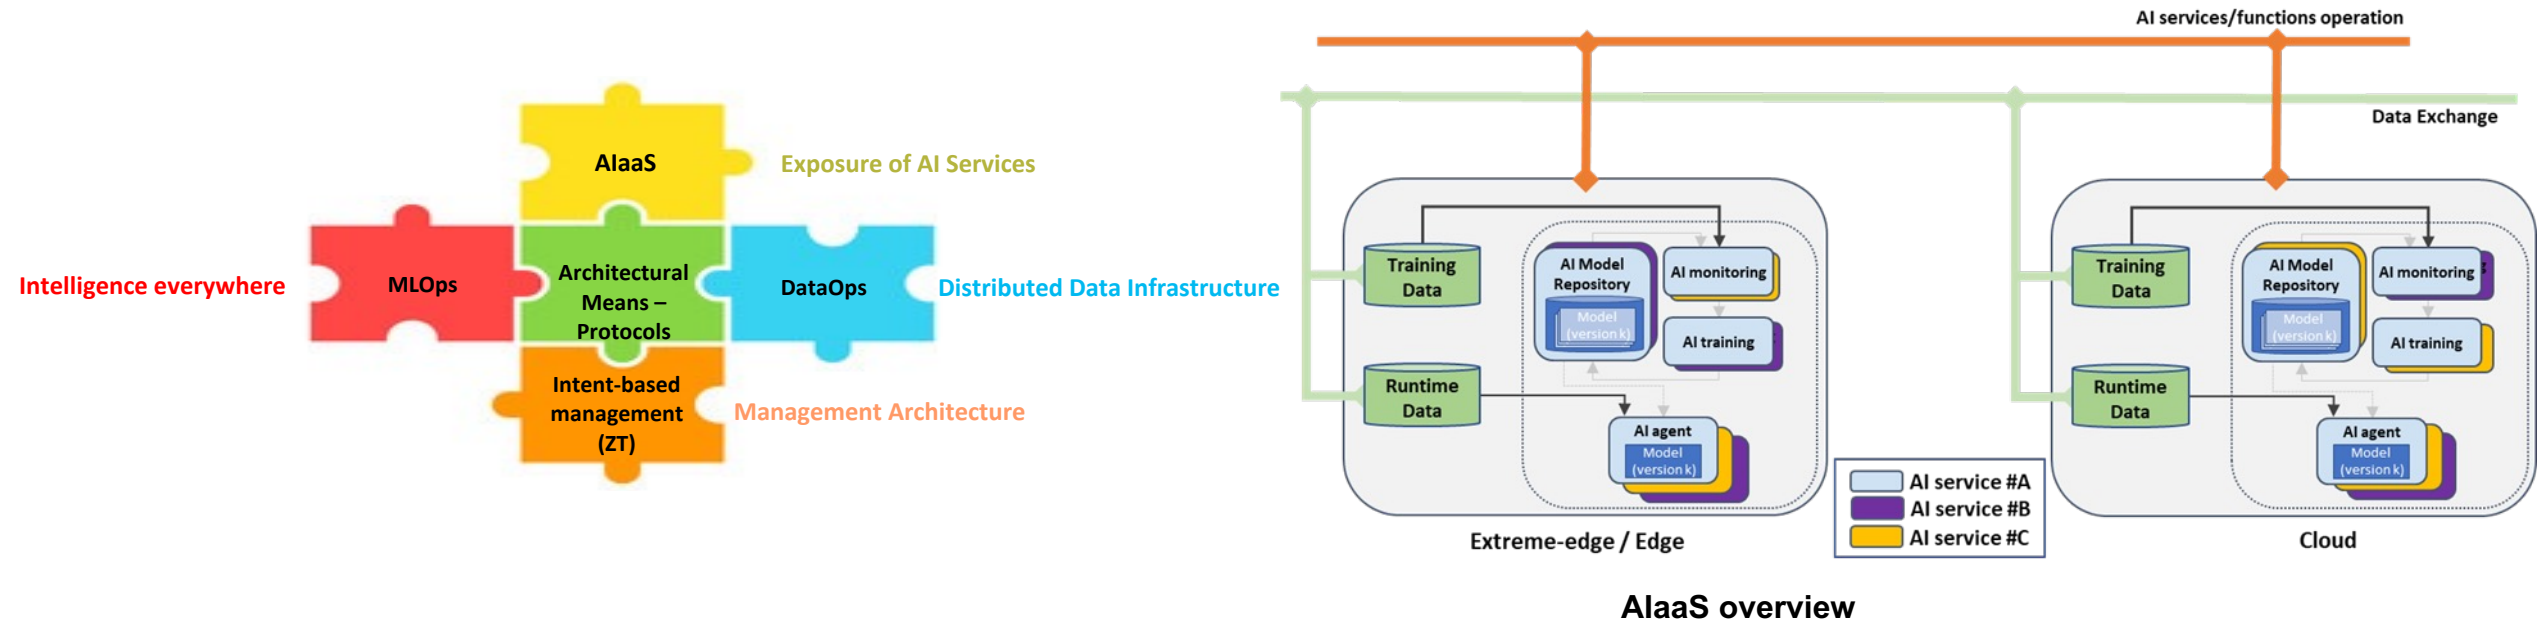 AIaaS
Exposure of AI Services
Intelligence everywhere
MLOps
Architectural
Means –
Protocols
DataOps
Distributed Data Infrastructure
Intent-based
management
(ZT)
Management Architecture
AI services/functions operation
Data Exchange
Training
Data
AI Model
Repository
Model
(version k)
AI monitoring
AI training
Runtime
Data
AI agent
Model
(version k)
Extreme-edge / Edge
AI service #A
AI service #B
AI service #C
Training
Data
AI Model
Repository
Model
(version k)
AI monitoring
AI training
Runtime
Data
AI agent
Model
(version k)
Cloud
AIaaS overview